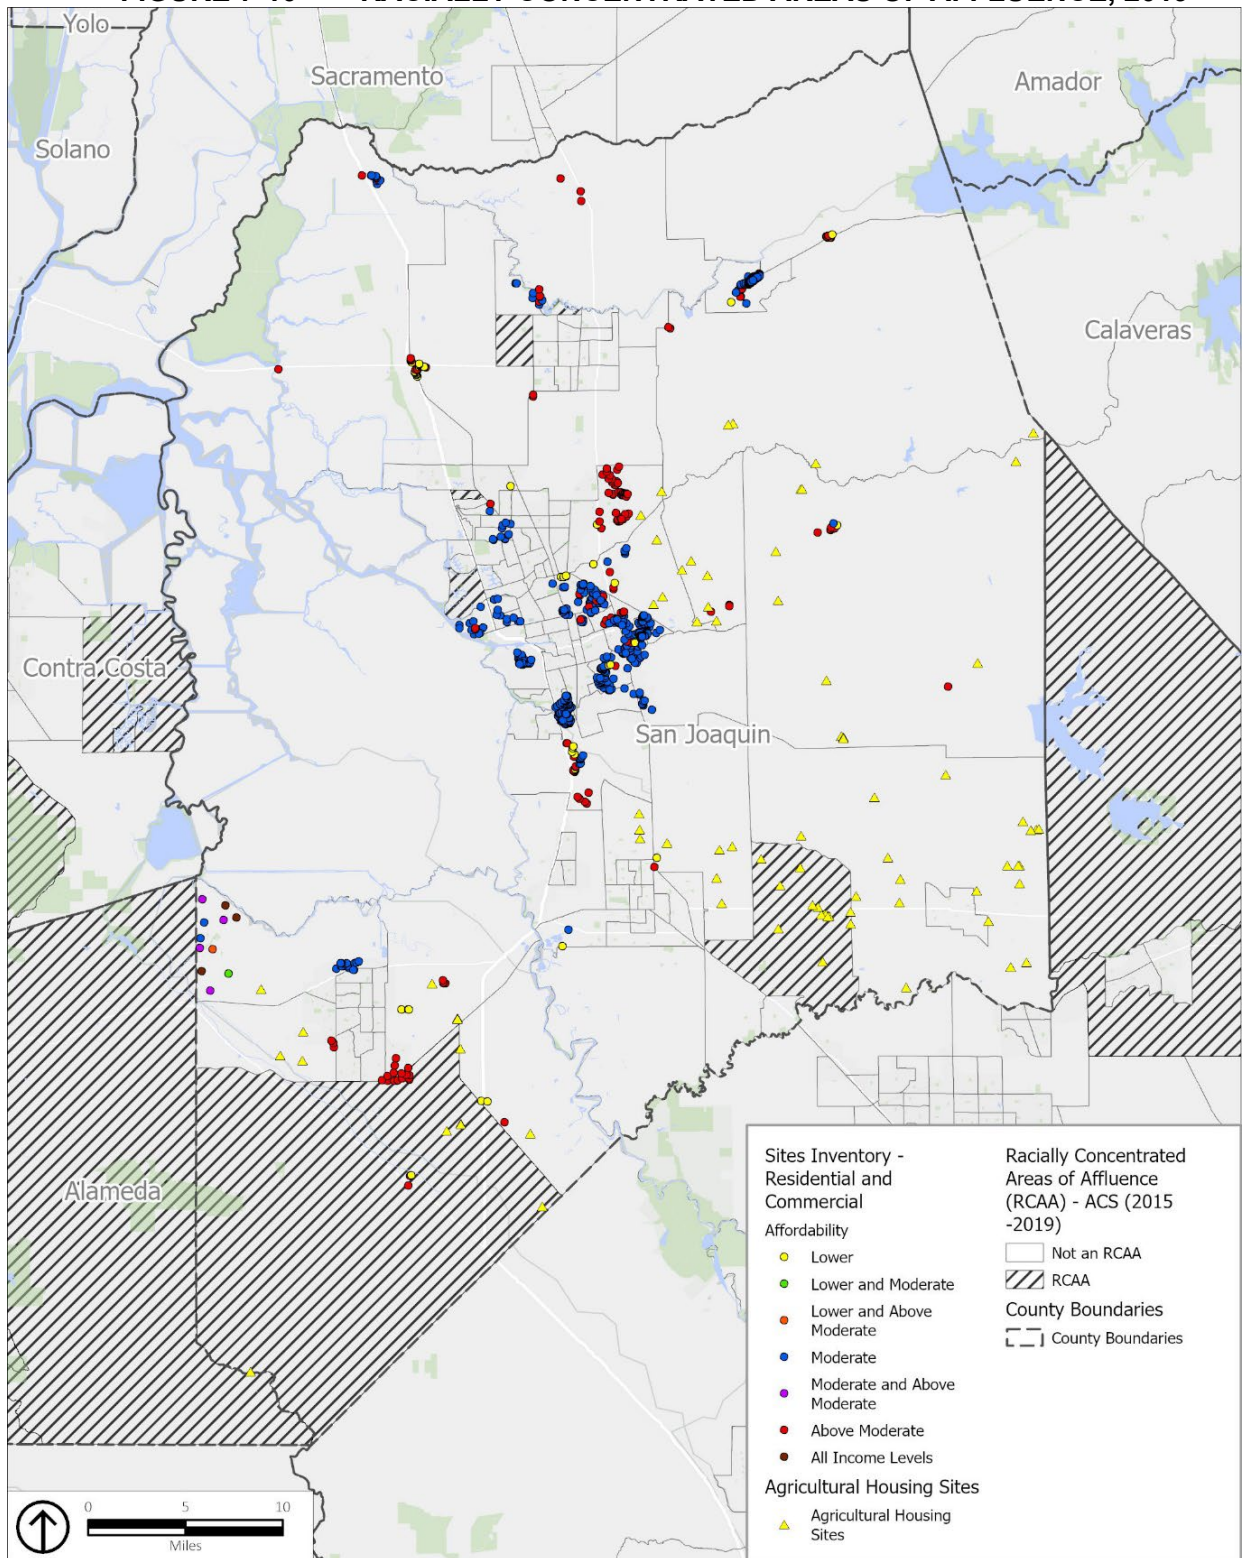 Yolo
Sacramento
Amador
Solano
Calaveras
Contra Costa
San Joaquin
Alameda
Sites Inventory -
Residential and
Commercial
Affordability
Lower
Lower and Moderate
Lower and Above
Moderate
Moderate
Moderate and Above
Moderate
Above Moderate
All Income Levels
Agricultural Housing Sites
Agricultural Housing
Sites
Racially Concentrated
Areas of Affluence
(RCAA) - ACS (2015
-2019)
Not an RCAA
RCAA
County Boundaries
County Boundaries
0 5 10
Miles